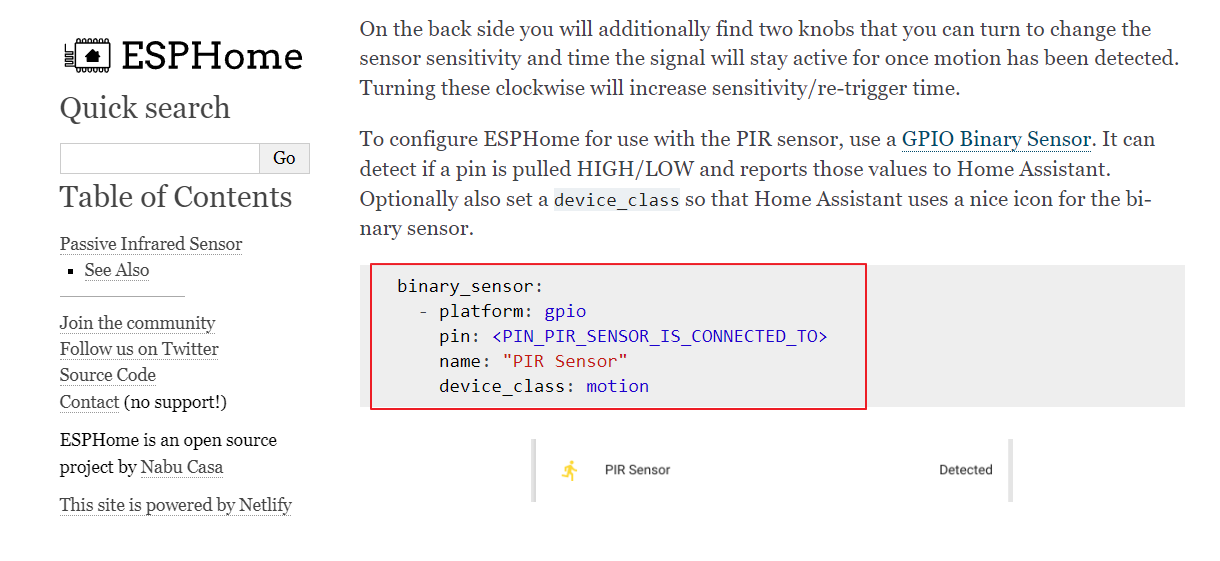 ESPHome
Quick search
Go
Table of Contents
Passive Infrared Sensor
See Also
Join the community
Follow us on Twitter
Source Code
Contact (no support!)
ESPHome is an open source
project by Nabu Casa
This site is powered by Netlify
On the back side you will additionally find two knobs that you can turn to change the
sensor sensitivity and time the signal will stay active for once motion has been detected.
Turning these clockwise will increase sensitivity/re-trigger time.
To configure ESPHome for use with the PIR sensor, use a GPIO Binary Sensor. It can
detect if a pin is pulled HIGH/LOW and reports those values to Home Assistant.
Optionally also set a device_class so that Home Assistant uses a nice icon for the bi-
nary sensor.
binary_sensor:
  - platform: gpio
    pin: <PIN_PIR_SENSOR_IS_CONNECTED_TO>
    name: "PIR Sensor"
    device_class: motion
PIR Sensor Detected